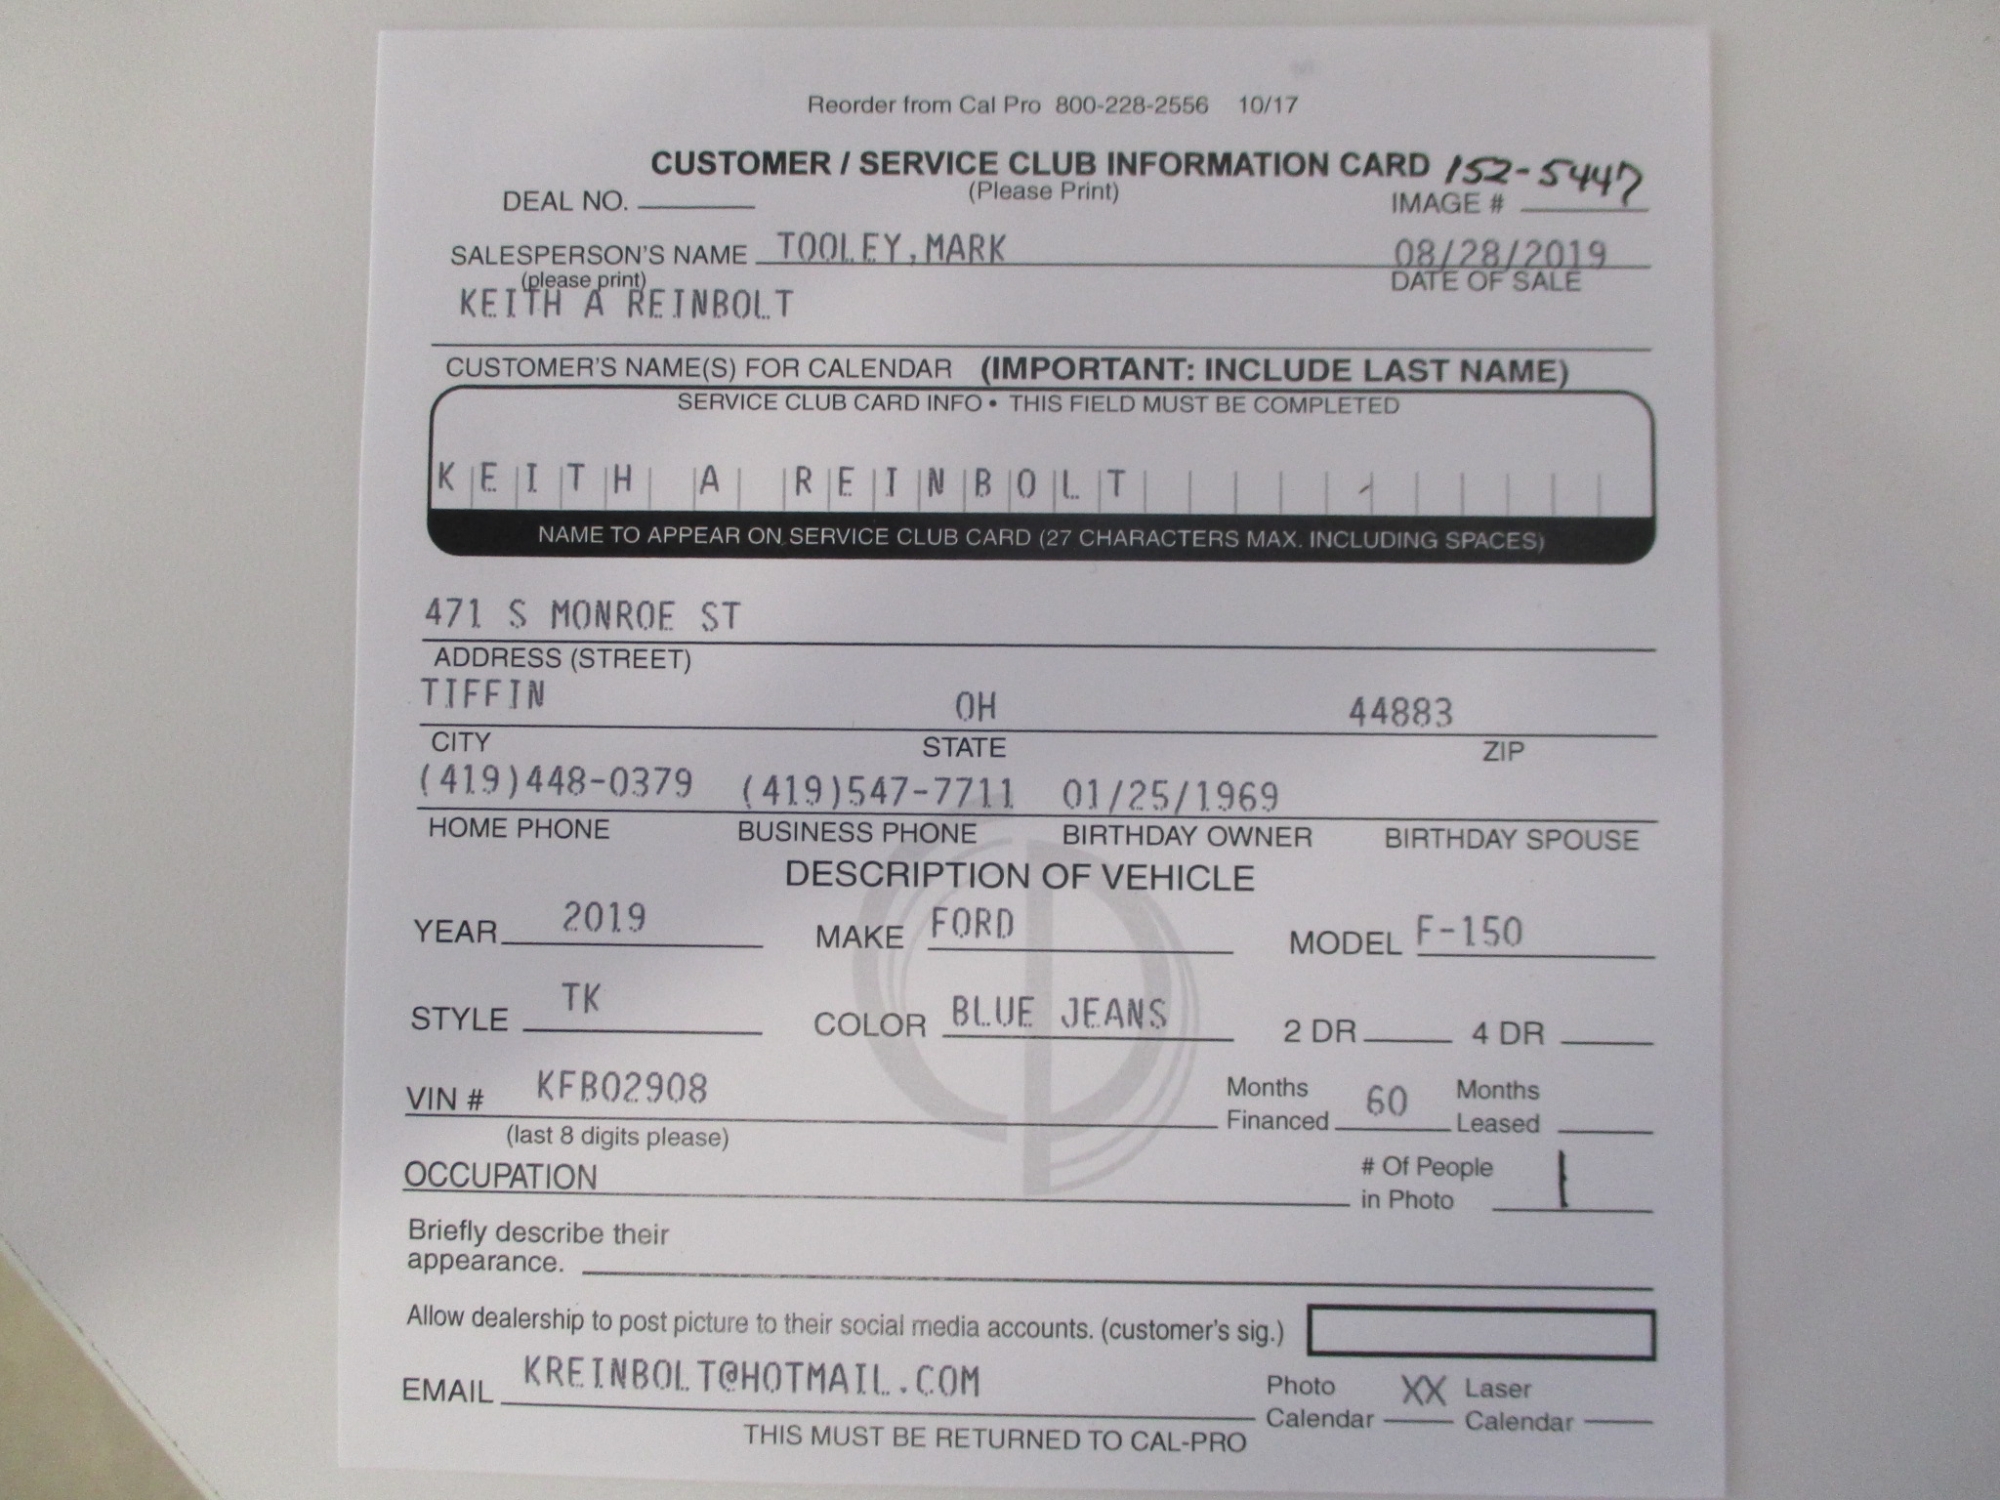 Reorder from Cal Pro 800-228-2556 10/17
CUSTOMER / SERVICE CLUB INFORMATION CARD 152-5447
DEAL NO. (Please Print) IMAGE #
SALESPERSON'S NAME TOOLEY,MARK 08/28/2019
(please print) DATE OF SALE
KEITH A REINBOLT
CUSTOMER'S NAME(S) FOR CALENDAR (IMPORTANT: INCLUDE LAST NAME)
SERVICE CLUB CARD INFO • THIS FIELD MUST BE COMPLETED
KEITH A REINBOLT
NAME TO APPEAR ON SERVICE CLUB CARD (27 CHARACTERS MAX. INCLUDING SPACES)
471 S MONROE ST
ADDRESS (STREET)
TIFFIN OH 44883
CITY STATE ZIP
(419)448-0379 (419)547-7711 01/25/1969
HOME PHONE BUSINESS PHONE BIRTHDAY OWNER BIRTHDAY SPOUSE
DESCRIPTION OF VEHICLE
YEAR 2019 MAKE FORD MODEL F-150
STYLE TK COLOR BLUE JEANS 2 DR 4 DR
VIN # KFB02908 Months Financed 60 Months Leased
(last 8 digits please)
OCCUPATION # Of People in Photo 1
Briefly describe their
appearance.
Allow dealership to post picture to their social media accounts. (customer's sig.)
EMAIL KREINBOLT@HOTMAIL.COM Photo Calendar XX Laser Calendar
THIS MUST BE RETURNED TO CAL-PRO